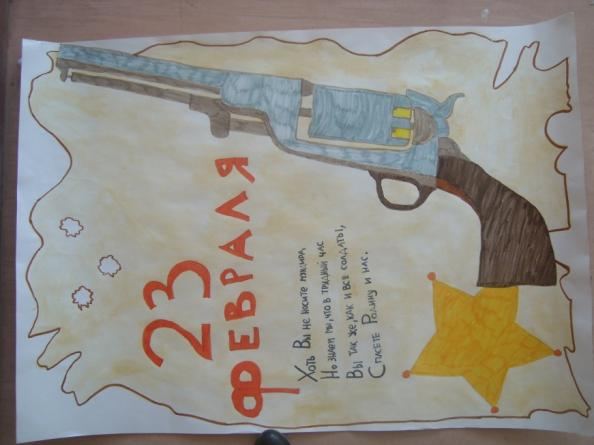 23
ФЕВРАЛЯ
Хоть Вы не носите мундира
Но знаем мы, что в трудный час
Вы так же, как и все солдаты,
Спасете Родину и нас.